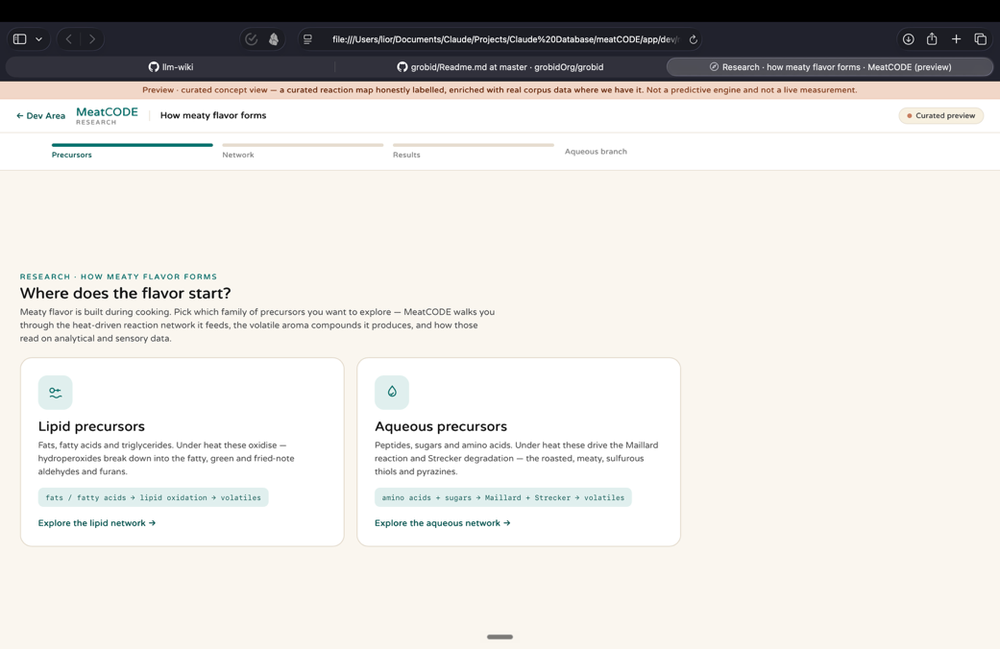 file:///Users/lior/Documents/Claude/Projects/Claude%20Database/meatCODE/app/dev/
llm-wiki
grobid/Readme.md at master · grobidOrg/grobid
Research · how meaty flavor forms · MeatCODE (preview)
Preview · curated concept view — a curated reaction map honestly labelled, enriched with real corpus data where we have it. Not a predictive engine and not a live measurement.
← Dev Area
MeatCODE
RESEARCH
How meaty flavor forms
Curated preview
Precursors
Network
Results
Aqueous branch
RESEARCH · HOW MEATY FLAVOR FORMS
Where does the flavor start?
Meaty flavor is built during cooking. Pick which family of precursors you want to explore — MeatCODE walks you
through the heat-driven reaction network it feeds, the volatile aroma compounds it produces, and how those
read on analytical and sensory data.
Lipid precursors
Fats, fatty acids and triglycerides. Under heat these oxidise —
hydroperoxides break down into the fatty, green and fried-note
aldehydes and furans.
fats / fatty acids → lipid oxidation → volatiles
Explore the lipid network →
Aqueous precursors
Peptides, sugars and amino acids. Under heat these drive the Maillard
reaction and Strecker degradation — the roasted, meaty, sulfurous
thiols and pyrazines.
amino acids + sugars → Maillard + Strecker → volatiles
Explore the aqueous network →